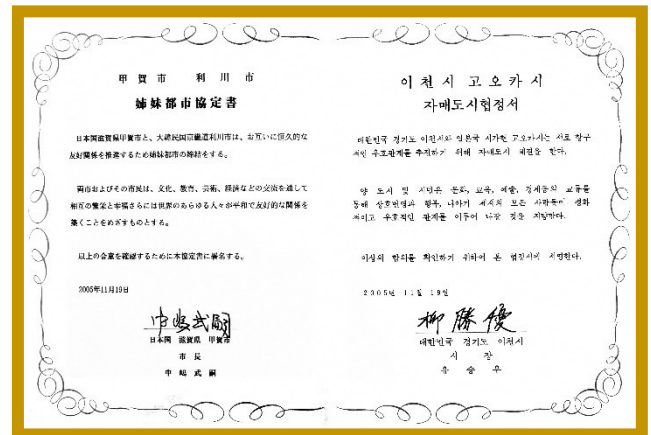 甲賀市 利川市
姉妹都市協定書
日本国滋賀県甲賀市と、大韓民国京畿道利川市は、お互いに恒久的な
友好関係を推進するため姉妹都市の締結をする。
両市およびその市民は、文化、教育、芸術、経済などの交流を通して
相互の繁栄と幸福さらには世界のあらゆる人々が平和で友好的な関係を
築くことをめざすものとする。
以上の合意を確認するために本協定書に署名する。
2005年11月19日
中嶋武嗣
日本国 滋賀県 甲賀市
市長
中嶋武嗣
이천시 고오카시
자매도시협정서
대한민국 경기도 이천시와 일본국 시가현 고오카시는 서로 항구
적인 우호관계를 추진하기 위해 자매도시 체결을 한다.
양 도시 및 시민은 문화, 교육, 예술, 경제등의 교류를
통해 상호번영과 행복, 나아가 세계의 모든 사람들이 평화
적이고 우호적인 관계를 이루어 나갈 것을 지향한다.
이상의 합의를 확인하기 위하여 본 협정서에 서명한다.
2005년 11월 19일
柳勝優
대한민국 경기도 이천시
시장
유승우